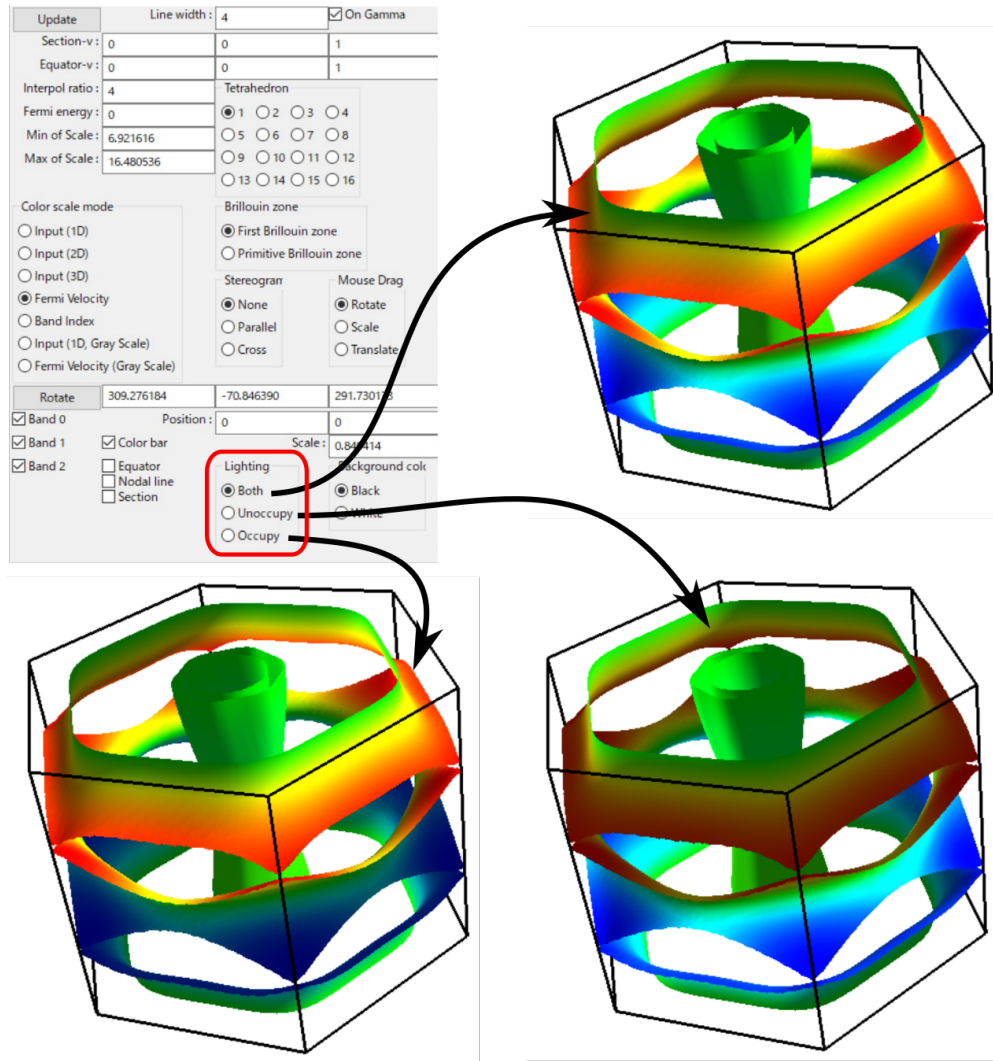 Update Line width : 4 On Gamma
Section-v : 0 0 1
Equator-v : 0 0 1
Interpol ratio : 4 Tetrahedron
Fermi energy : 0 1 2 3 4
Min of Scale : 6.921616 5 6 7 8
Max of Scale : 16.480536 9 10 11 12
13 14 15 16
Color scale mode Brillouin zone
Input (1D) First Brillouin zone
Input (2D) Primitive Brillouin zone
Input (3D) Stereogram Mouse Drag
Fermi Velocity None Rotate
Band Index Parallel Scale
Input (1D, Gray Scale) Cross Translate
Fermi Velocity (Gray Scale)
Rotate 309.276184 -70.846390
Band 0 Position : 0 0
Band 1 Color bar Scale :
Band 2 Equator Lighting Background colo
Nodal line Both Black
Section Unoccupy White
Occupy